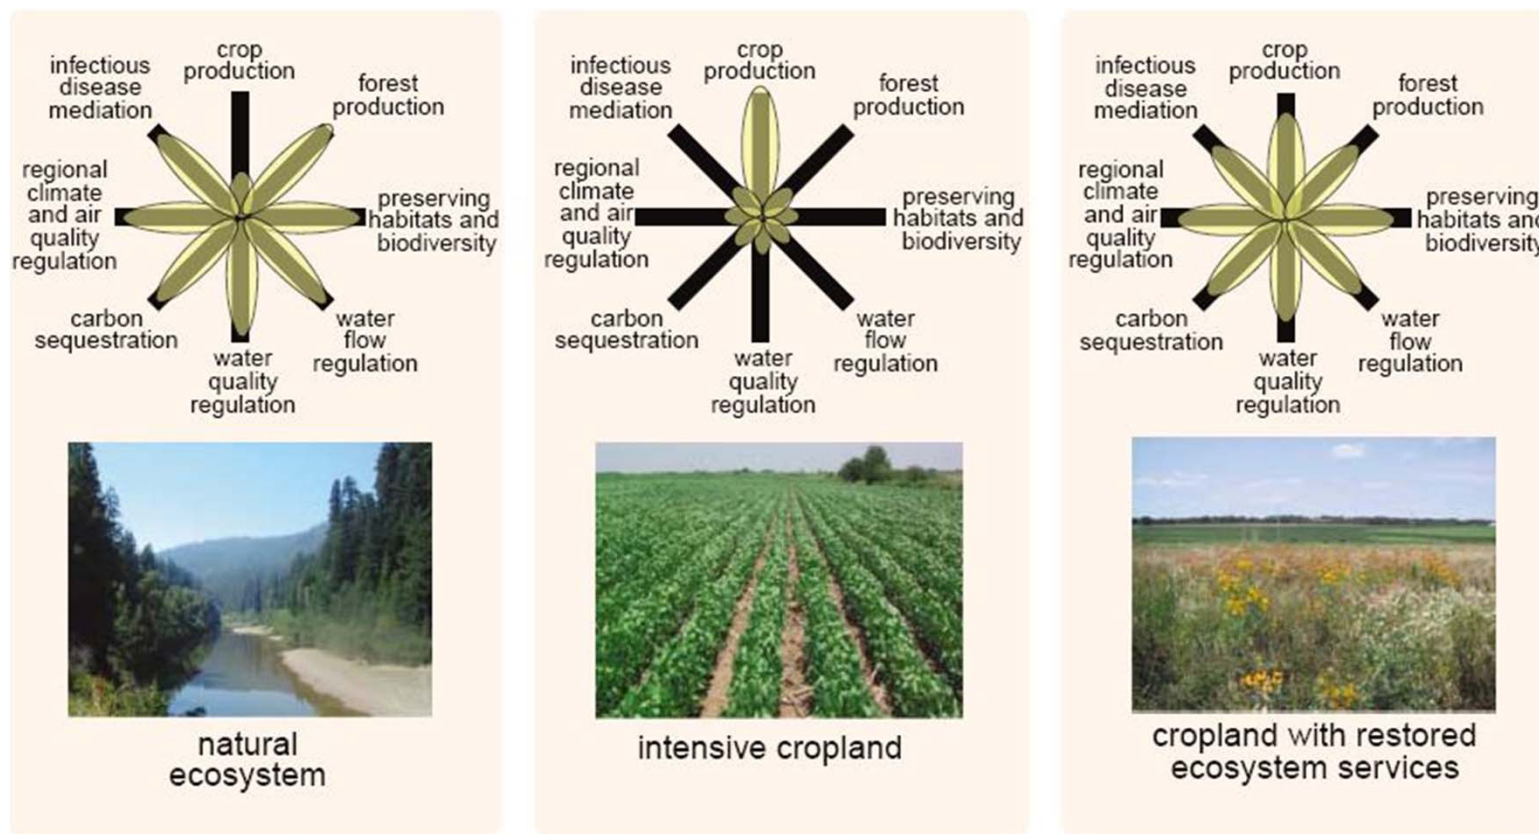 crop
production
infectious
disease
mediation
forest
production
regional
climate
and air
quality
regulation
preserving
habitats and
biodiversity
carbon
sequestration
water
flow
regulation
water
quality
regulation
natural
ecosystem
crop
production
infectious
disease
mediation
forest
production
regional
climate
and air
quality
regulation
preserving
habitats and
biodiversity
carbon
sequestration
water
flow
regulation
water
quality
regulation
intensive cropland
crop
production
infectious
disease
mediation
forest
production
regional
climate
and air
quality
regulation
preserving
habitats and
biodiversity
carbon
sequestration
water
flow
regulation
water
quality
regulation
cropland with restored
ecosystem services